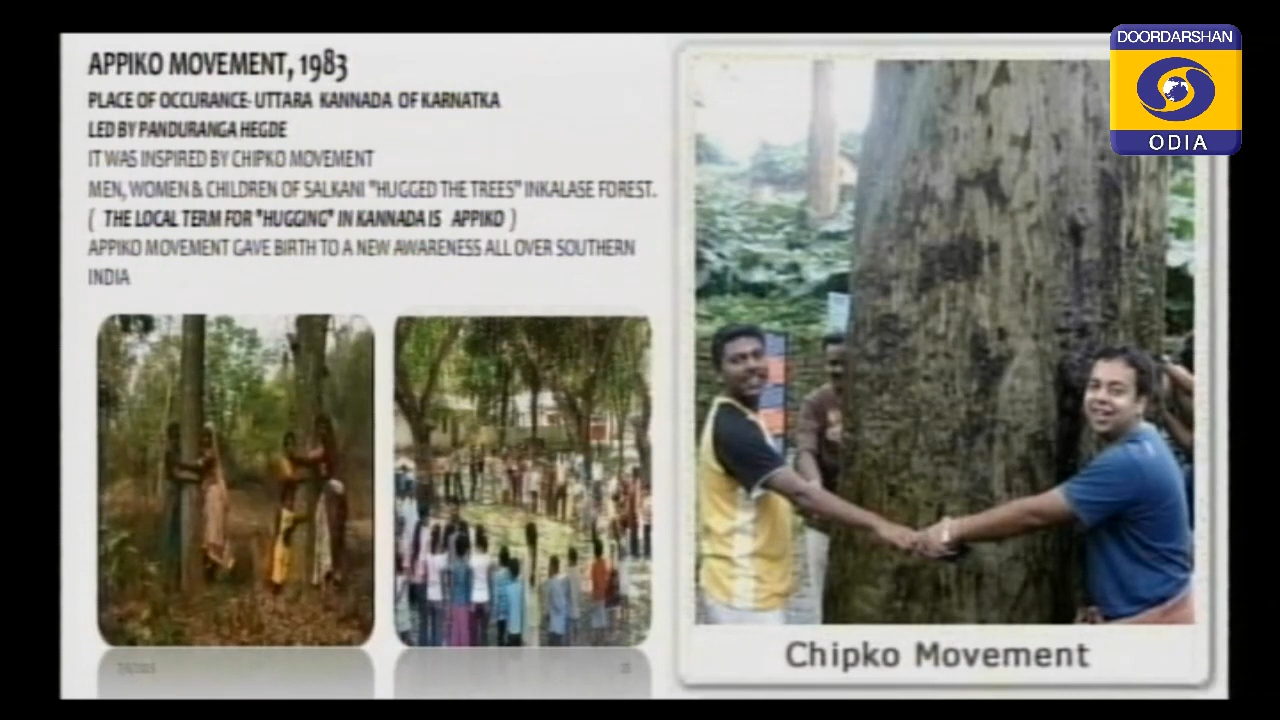 APPIKO MOVEMENT, 1983
PLACE OF OCCURANCE- UTTARA KANNADA OF KARNATKA
LED BY PANDURANGA HEGDE
IT WAS INSPIRED BY CHIPKO MOVEMENT
MEN, WOMEN & CHILDREN OF SALKANI "HUGGED THE TREES" INKALASE FOREST.
( THE LOCAL TERM FOR "HUGGING" IN KANNADA IS APPIKO )
APPIKO MOVEMENT GAVE BIRTH TO A NEW AWARENESS ALL OVER SOUTHERN
INDIA
Chipko Movement
DOORDARSHAN
ODIA